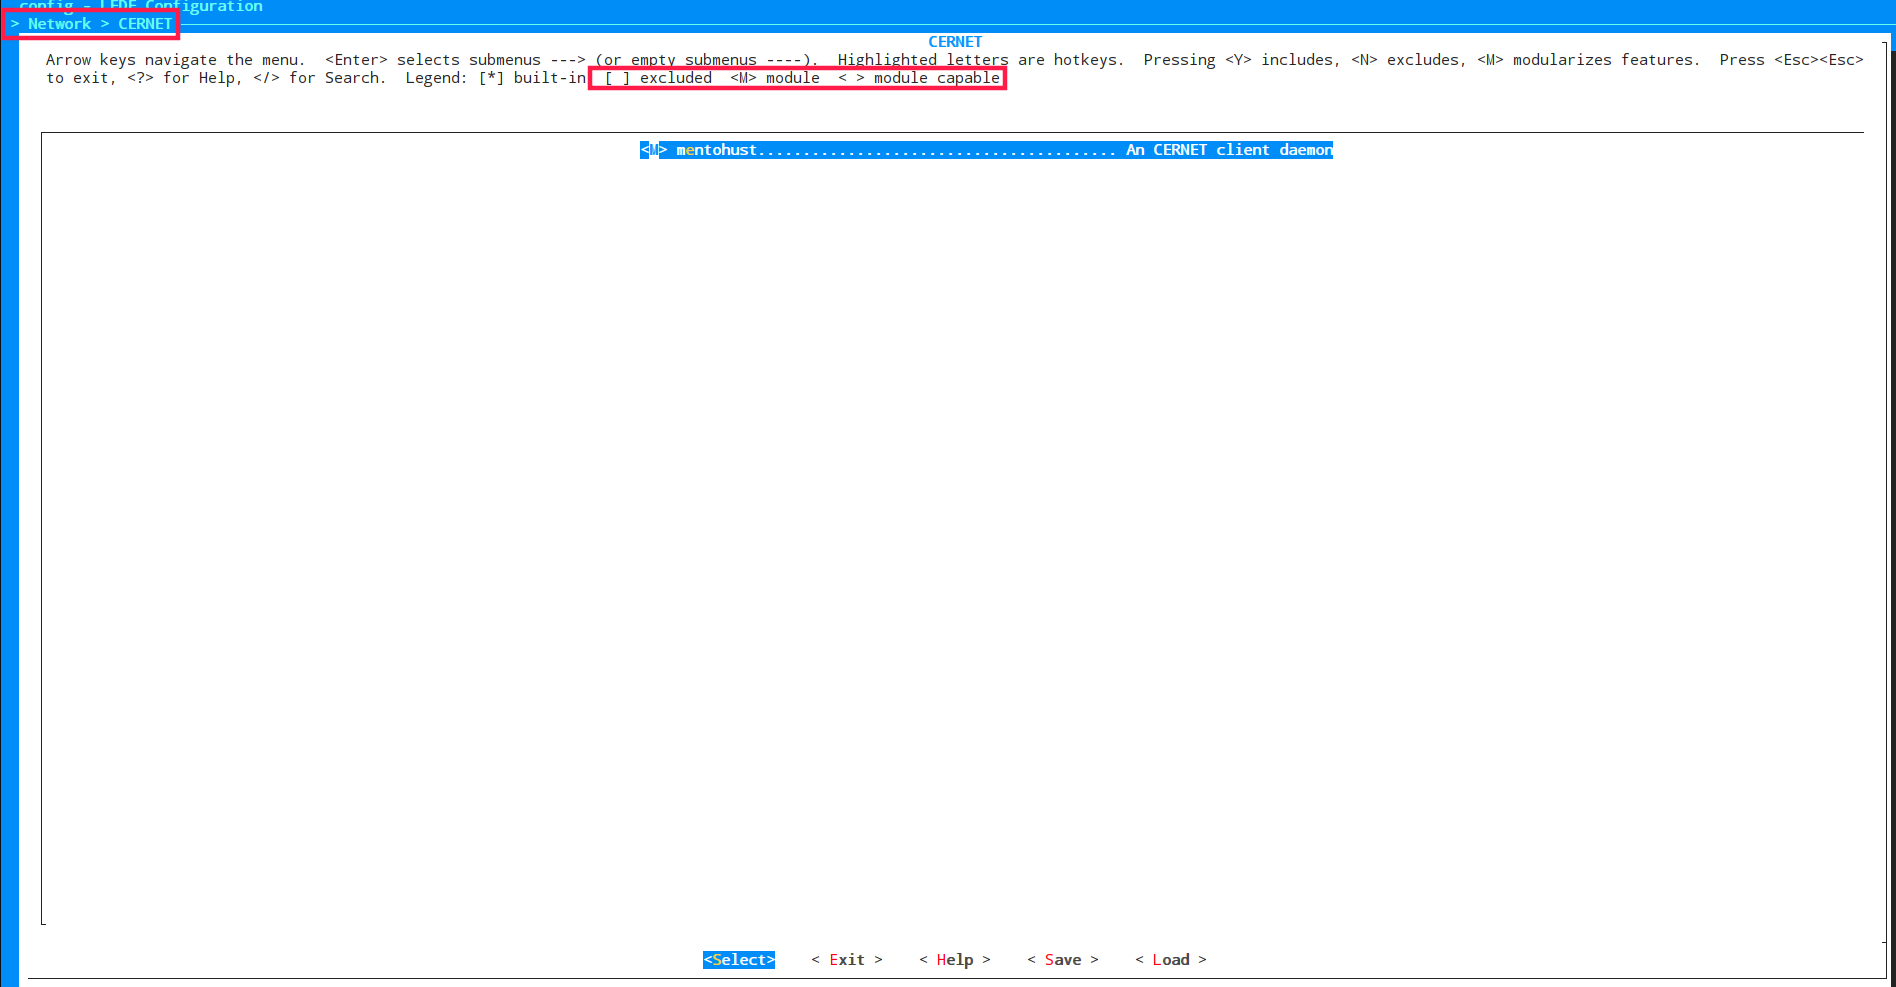 config - LEDE Configuration
> Network > CERNET
CERNET
Arrow keys navigate the menu.  <Enter> selects submenus ---> (or empty submenus ----).  Highlighted letters are hotkeys.  Pressing <Y> includes, <N> excludes, <M> modularizes features.  Press <Esc><Esc>
to exit, <?> for Help, </> for Search.  Legend: [*] built-in  [ ] excluded  <M> module  < > module capable
<M> mentohust........................................ An CERNET client daemon
<Select>    < Exit >    < Help >    < Save >    < Load >